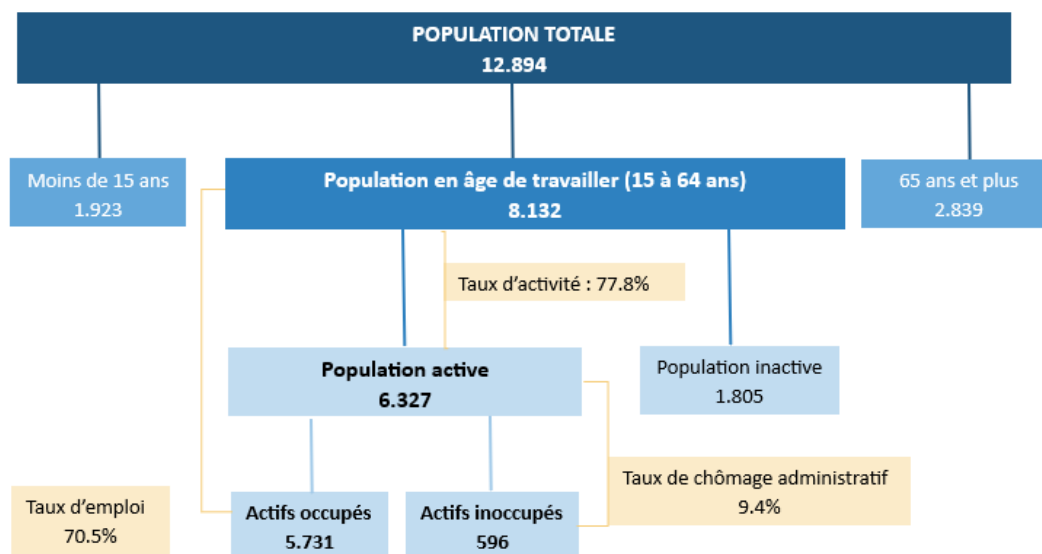 POPULATION TOTALE
12.894
Moins de 15 ans
1.923
Population en âge de travailler (15 à 64 ans)
8.132
65 ans et plus
2.839
Taux d'activité : 77.8%
Population active
6.327
Population inactive
1.805
Taux de chômage administratif
9.4%
Taux d'emploi
70.5%
Actifs occupés
5.731
Actifs inoccupés
596